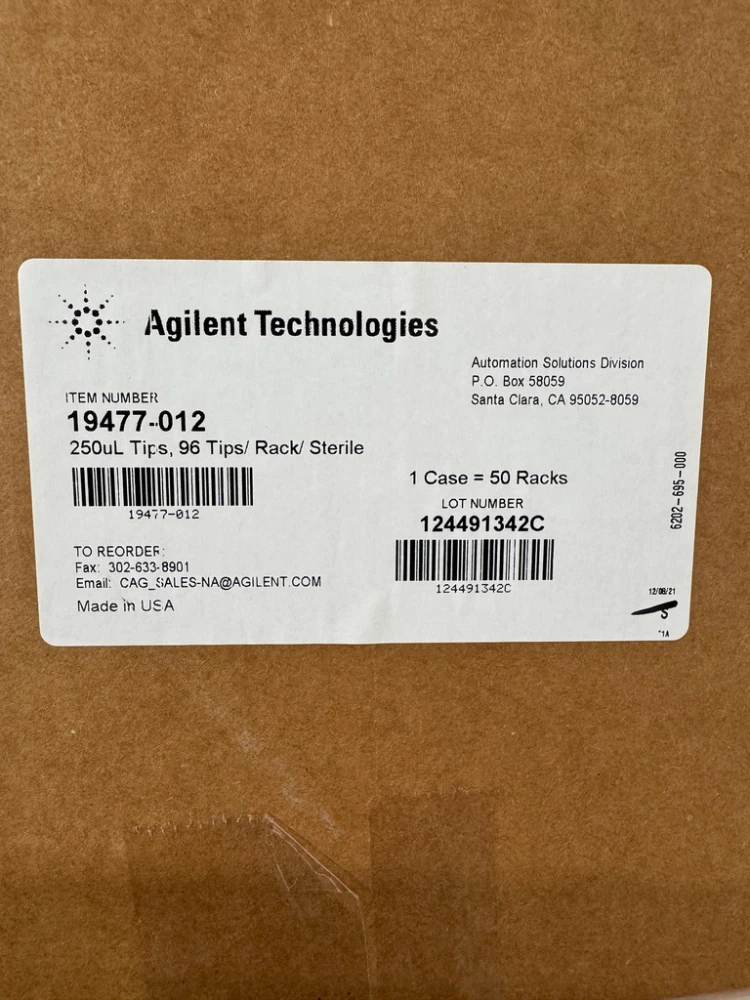 Agilent Technologies
Automation Solutions Division
P.O. Box 58059
Santa Clara, CA 95052-8059
ITEM NUMBER
19477-012
250uL Tips, 96 Tips/ Rack/ Sterile
19477-012
1 Case = 50 Racks
LOT NUMBER
124491342C
124491342C
TO REORDER:
Fax: 302-633-8901
Email: CAG_SALES-NA@AGILENT.COM
Made in USA
6202-695-000
12/08/21
S
*1A